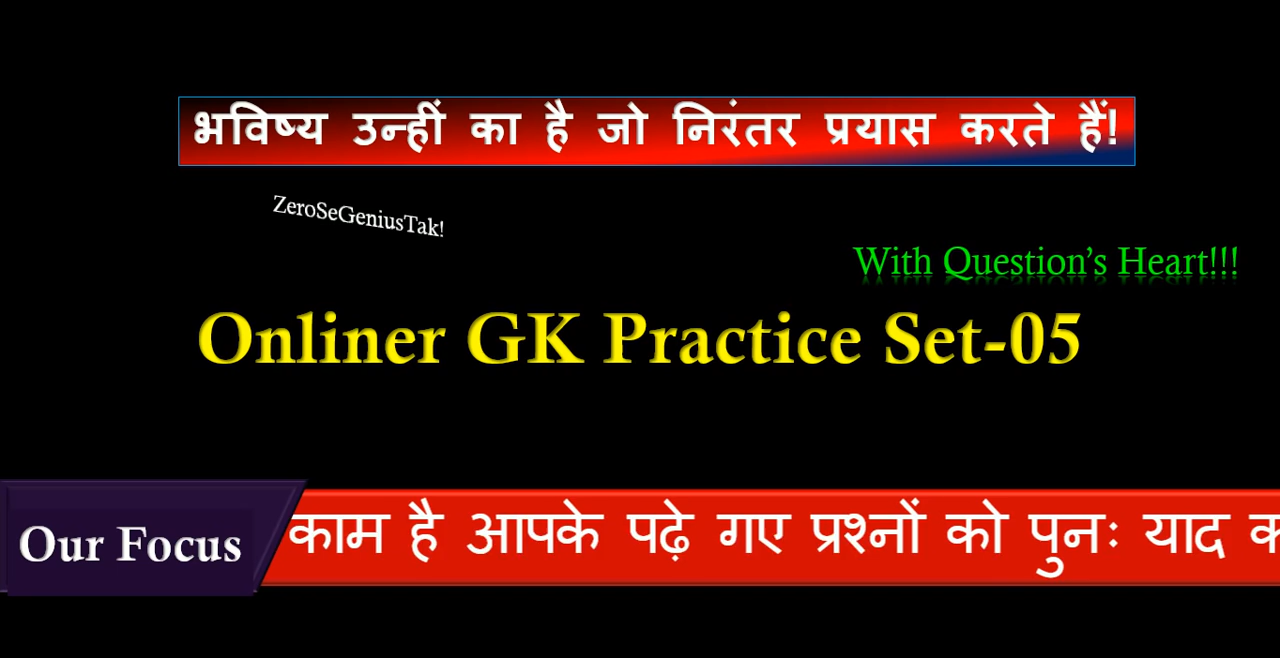 भविष्य उन्हीं का है जो निरंतर प्रयास करते हैं!
ZeroSeGeniusTak!
With Question’s Heart!!!
Onliner GK Practice Set-05
Our Focus
काम है आपके पढ़े गए प्रश्नों को पुनः याद